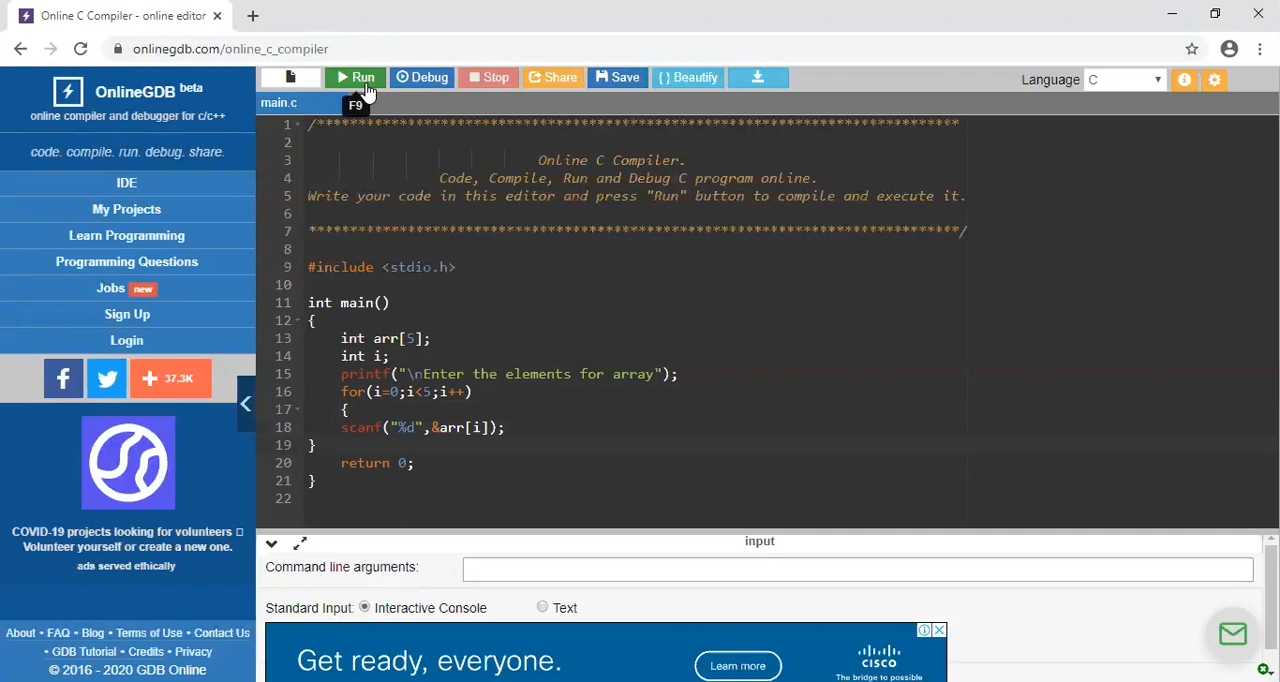 Online C Compiler - online editor
onlinegdb.com/online_c_compiler
OnlineGDB beta
online compiler and debugger for c/c++
code. compile. run. debug. share.
IDE
My Projects
Learn Programming
Programming Questions
Jobs new
Sign Up
Login
37.3K
COVID-19 projects looking for volunteers
Volunteer yourself or create a new one.
ads served ethically
About • FAQ • Blog • Terms of Use • Contact Us
• GDB Tutorial • Credits • Privacy
© 2016 - 2020 GDB Online
Run Debug Stop Share Save { } Beautify
Language C
F9
main.c
1 /******************************************************************************
2
3 Online C Compiler.
4 Code, Compile, Run and Debug C program online.
5 Write your code in this editor and press "Run" button to compile and execute it.
6
7 *******************************************************************************/
8
9 #include <stdio.h>
10
11 int main()
12 {
13 int arr[5];
14 int i;
15 printf("\nEnter the elements for array");
16 for(i=0;i<5;i++)
17 {
18 scanf("%d",&arr[i]);
19 }
20 return 0;
21 }
22
input
Command line arguments:
Standard Input: Interactive Console Text
Get ready, everyone.
Learn more
cisco
The bridge to possible